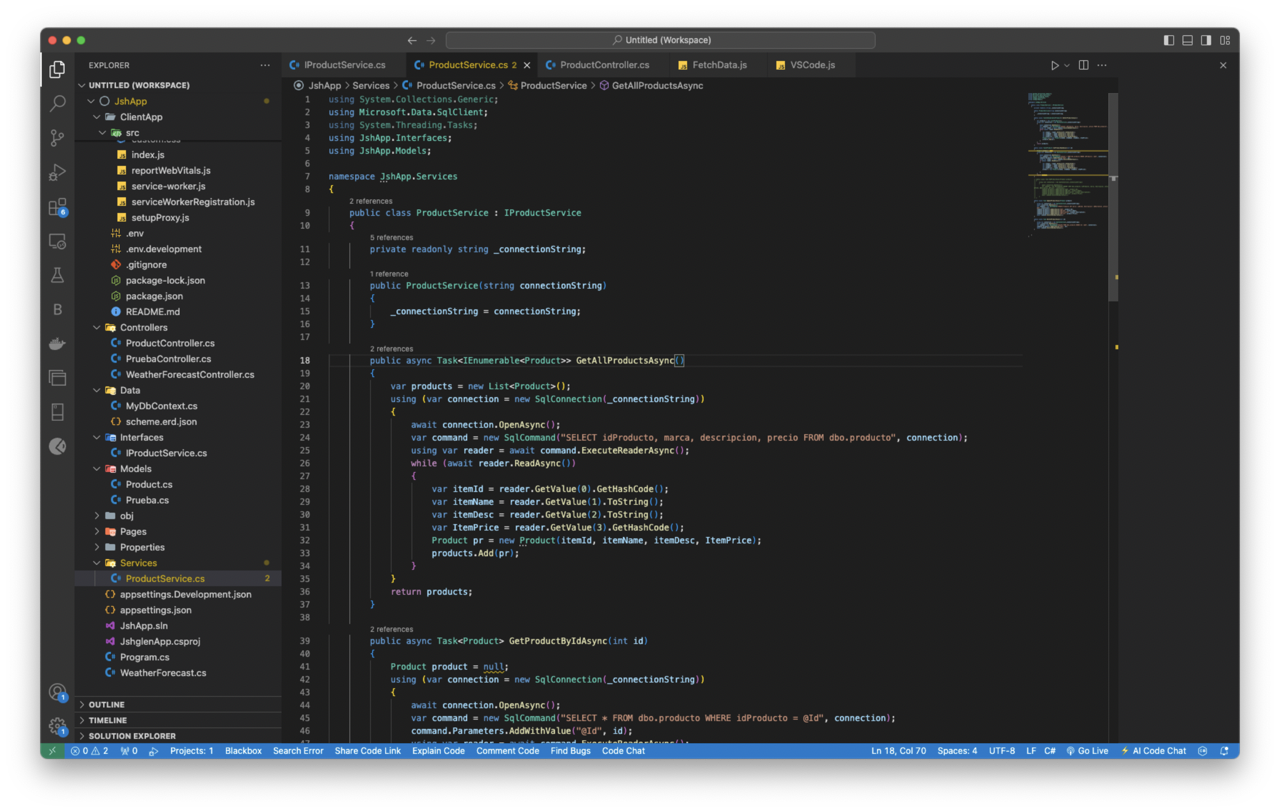 Untitled (Workspace)
EXPLORER
UNTITLED (WORKSPACE)
JshApp
ClientApp
src
custom.css
index.js
reportWebVitals.js
service-worker.js
serviceWorkerRegistration.js
setupProxy.js
.env
.env.development
.gitignore
package-lock.json
package.json
README.md
Controllers
ProductController.cs
PruebaController.cs
WeatherForecastController.cs
Data
MyDbContext.cs
scheme.erd.json
Interfaces
IProductService.cs
Models
Product.cs
Prueba.cs
obj
Pages
Properties
Services
ProductService.cs 2
appsettings.Development.json
appsettings.json
JshApp.sln
JshglenApp.csproj
Program.cs
WeatherForecast.cs
OUTLINE
TIMELINE
SOLUTION EXPLORER
6
B
1
1
IProductService.cs ProductService.cs 2 ProductController.cs FetchData.js VSCode.js
JshApp > Services > ProductService.cs > ProductService > GetAllProductsAsync
1 using System.Collections.Generic;
2 using Microsoft.Data.SqlClient;
3 using System.Threading.Tasks;
4 using JshApp.Interfaces;
5 using JshApp.Models;
6
7 namespace JshApp.Services
8 {
2 references
9 public class ProductService : IProductService
10 {
5 references
11 private readonly string _connectionString;
12
1 reference
13 public ProductService(string connectionString)
14 {
15 _connectionString = connectionString;
16 }
17
2 references
18 public async Task<IEnumerable<Product>> GetAllProductsAsync()
19 {
20 var products = new List<Product>();
21 using (var connection = new SqlConnection(_connectionString))
22 {
23 await connection.OpenAsync();
24 var command = new SqlCommand("SELECT idProducto, marca, descripcion, precio FROM dbo.producto", connection);
25 using var reader = await command.ExecuteReaderAsync();
26 while (await reader.ReadAsync())
27 {
28 var itemId = reader.GetValue(0).GetHashCode();
29 var itemName = reader.GetValue(1).ToString();
30 var itemDesc = reader.GetValue(2).ToString();
31 var ItemPrice = reader.GetValue(3).GetHashCode();
32 Product pr = new Product(itemId, itemName, itemDesc, ItemPrice);
33 products.Add(pr);
34 }
35 }
36 return products;
37 }
38
2 references
39 public async Task<Product> GetProductByIdAsync(int id)
40 {
41 Product product = null;
42 using (var connection = new SqlConnection(_connectionString))
43 {
44 await connection.OpenAsync();
45 var command = new SqlCommand("SELECT * FROM dbo.producto WHERE idProducto = @Id", connection);
46 command.Parameters.AddWithValue("@Id", id);
47 using var reader = await command.ExecuteReaderAsync();
0 2 0 Projects: 1 Blackbox Search Error Share Code Link Explain Code Comment Code Find Bugs Code Chat Ln 18, Col 70 Spaces: 4 UTF-8 LF C# Go Live AI Code Chat